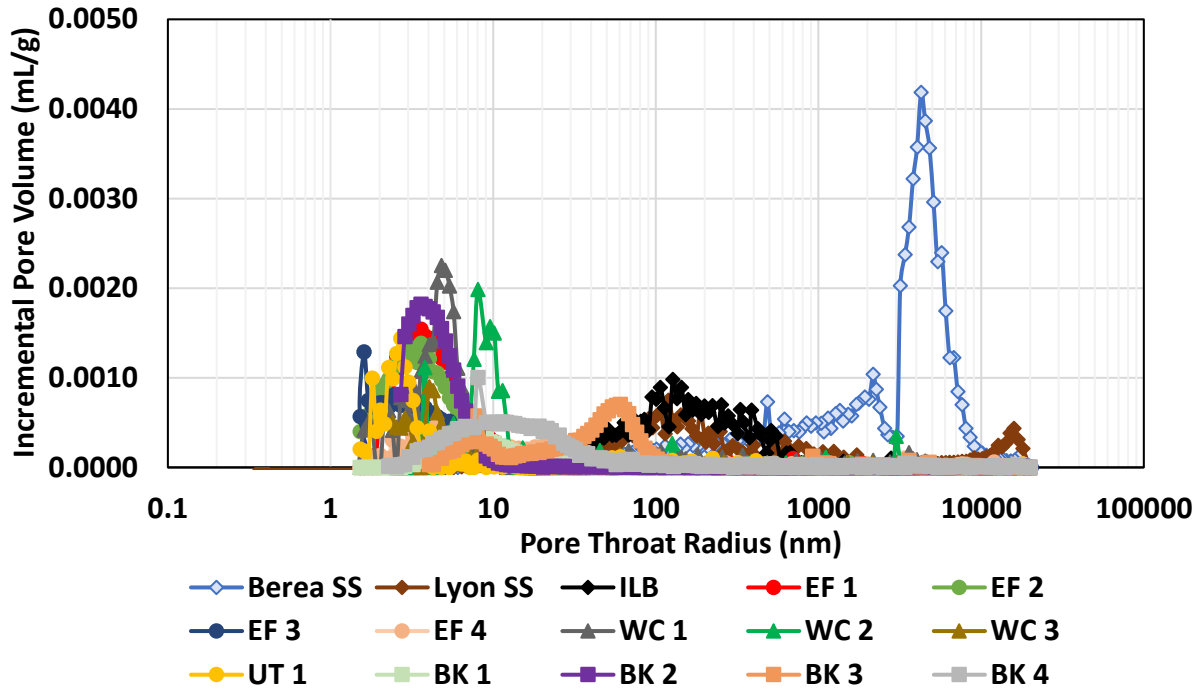 Incremental Pore Volume (mL/g)
0.0050
0.0040
0.0030
0.0020
0.0010
0.0000
0.1 1 10 100 1000 10000 100000
Pore Throat Radius (nm)
Berea SS Lyon SS ILB EF 1 EF 2
EF 3 EF 4 WC 1 WC 2 WC 3
UT 1 BK 1 BK 2 BK 3 BK 4